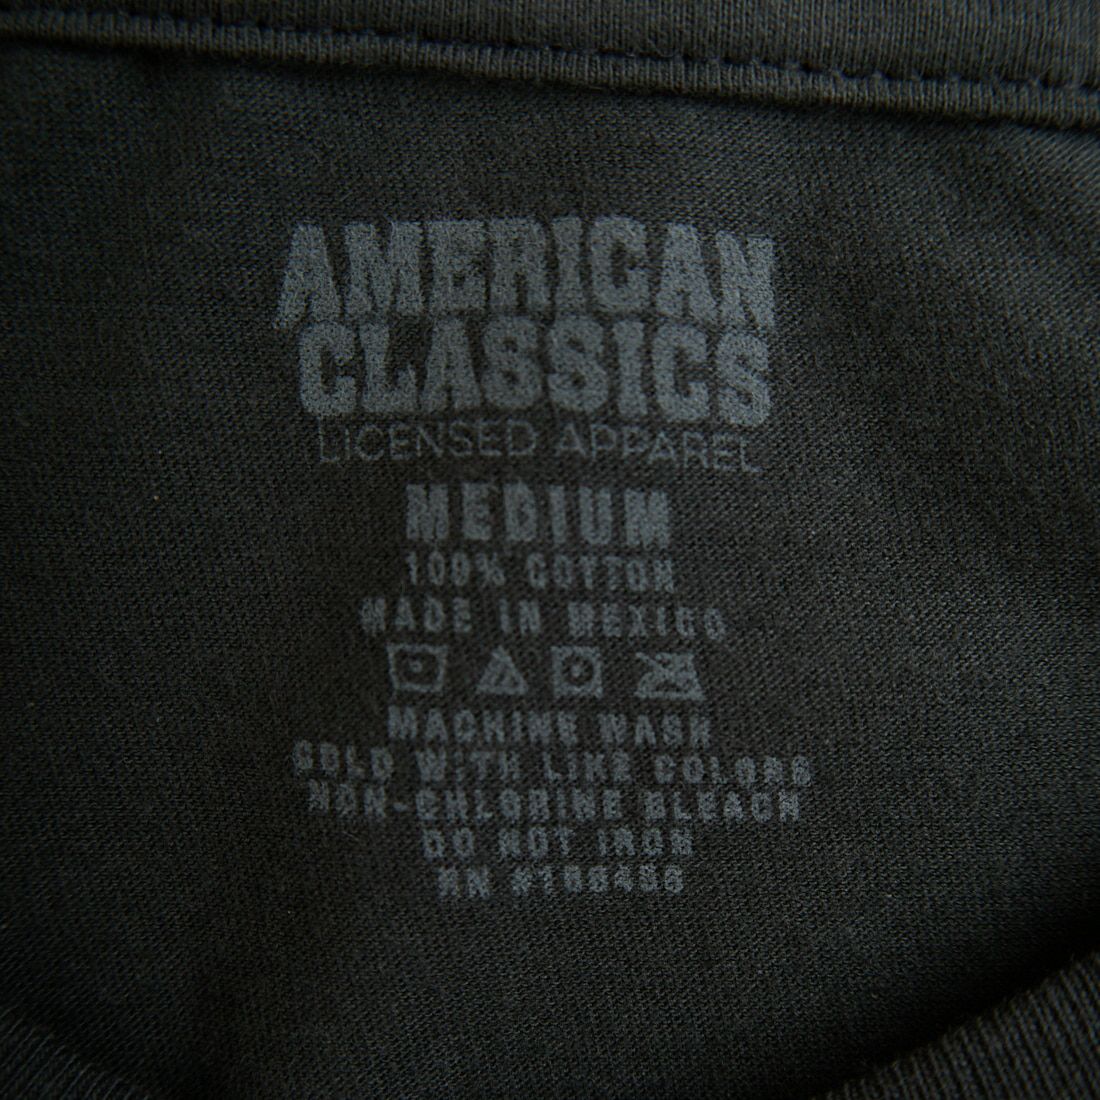 AMERICAN
CLASSICS
LICENSED APPAREL
MEDIUM
100% COTTON
MADE IN MEXICO
MACHINE WASH
COLD WITH LIKE COLORS
NON-CHLORINE BLEACH
DO NOT IRON
RN